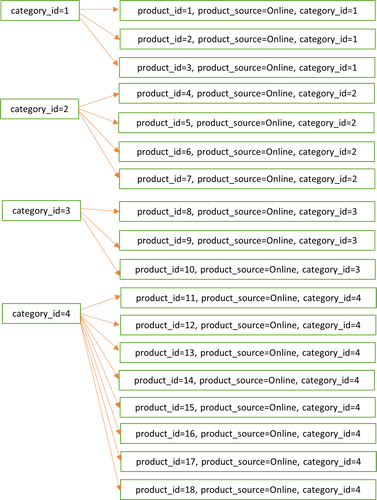 category_id=1
product_id=1, product_source=Online, category_id=1
product_id=2, product_source=Online, category_id=1
product_id=3, product_source=Online, category_id=1
category_id=2
product_id=4, product_source=Online, category_id=2
product_id=5, product_source=Online, category_id=2
product_id=6, product_source=Online, category_id=2
product_id=7, product_source=Online, category_id=2
category_id=3
product_id=8, product_source=Online, category_id=3
product_id=9, product_source=Online, category_id=3
product_id=10, product_source=Online, category_id=3
category_id=4
product_id=11, product_source=Online, category_id=4
product_id=12, product_source=Online, category_id=4
product_id=13, product_source=Online, category_id=4
product_id=14, product_source=Online, category_id=4
product_id=15, product_source=Online, category_id=4
product_id=16, product_source=Online, category_id=4
product_id=17, product_source=Online, category_id=4
product_id=18, product_source=Online, category_id=4